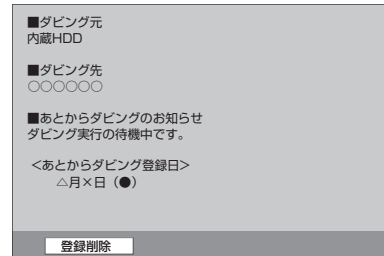 ■ダビング元
内蔵HDD
■ダビング先
○○○○○○
■あとからダビングのお知らせ
ダビング実行の待機中です。
＜あとからダビング登録日＞
△月×日（●）
登録削除